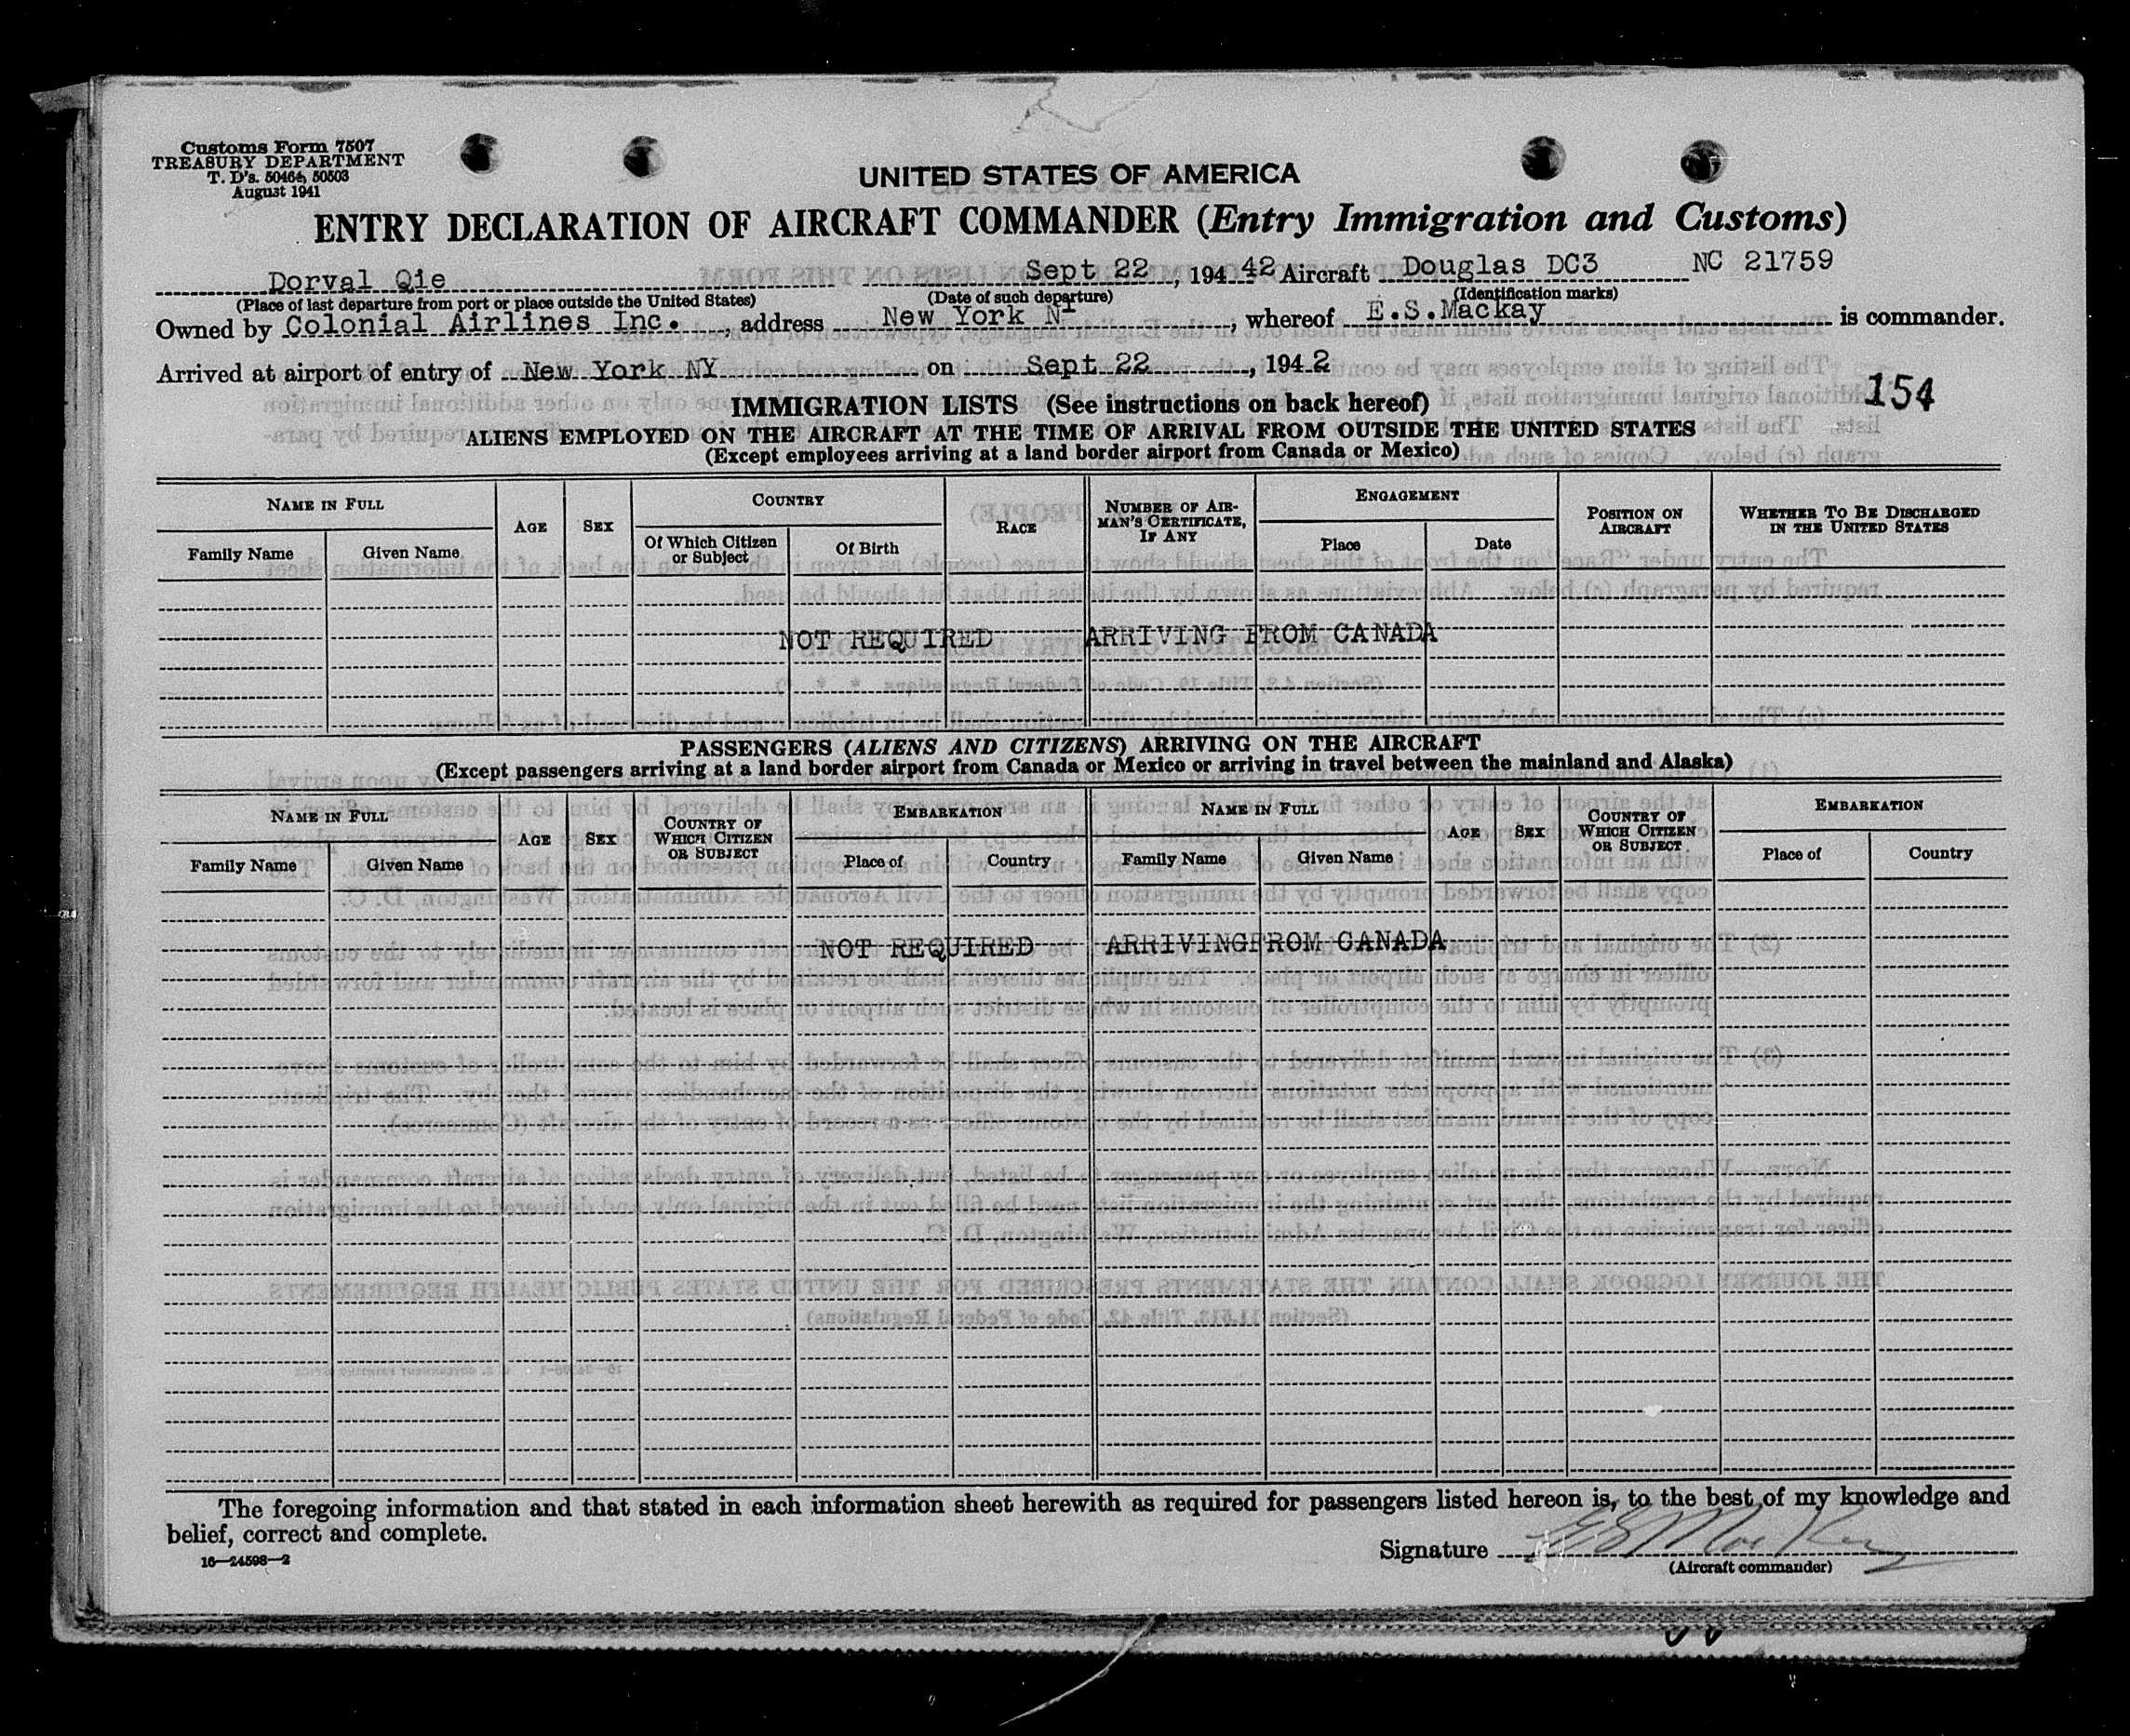 Customs Form 7507
TREASURY DEPARTMENT
T. D's. 50464, 50503
August 1941
UNITED STATES OF AMERICA
ENTRY DECLARATION OF AIRCRAFT COMMANDER (Entry Immigration and Customs)
Dorval Qie Sept 22, 194 42 Aircraft Douglas DC3 NC 21759
(Place of last departure from port or place outside the United States) (Date of such departure) (Identification marks)
Owned by Colonial Airlines Inc., address New York NY, whereof E.S.Mackay is commander.
Arrived at airport of entry of New York NY on Sept 22, 1942
154
IMMIGRATION LISTS (See instructions on back hereof)
ALIENS EMPLOYED ON THE AIRCRAFT AT THE TIME OF ARRIVAL FROM OUTSIDE THE UNITED STATES
(Except employees arriving at a land border airport from Canada or Mexico)
NAME IN FULL AGE SEX COUNTRY RACE NUMBER OF AIRMAN'S CERTIFICATE, IF ANY ENGAGEMENT POSITION ON AIRCRAFT WHETHER TO BE DISCHARGED IN THE UNITED STATES
Family Name Given Name Of Which Citizen or Subject Of Birth Place Date
NOT REQUIRED ARRIVING FROM CANADA
PASSENGERS (ALIENS AND CITIZENS) ARRIVING ON THE AIRCRAFT
(Except passengers arriving at a land border airport from Canada or Mexico or arriving in travel between the mainland and Alaska)
NAME IN FULL AGE SEX COUNTRY OF WHICH CITIZEN OR SUBJECT EMBARKATION NAME IN FULL AGE SEX COUNTRY OF WHICH CITIZEN OR SUBJECT EMBARKATION
Family Name Given Name Place of Country Family Name Given Name Place of Country
NOT REQUIRED ARRIVINGFROM CANADA
The foregoing information and that stated in each information sheet herewith as required for passengers listed hereon is, to the best of my knowledge and
belief, correct and complete.
Signature E S MacKay
(Aircraft commander)
16—24598—2